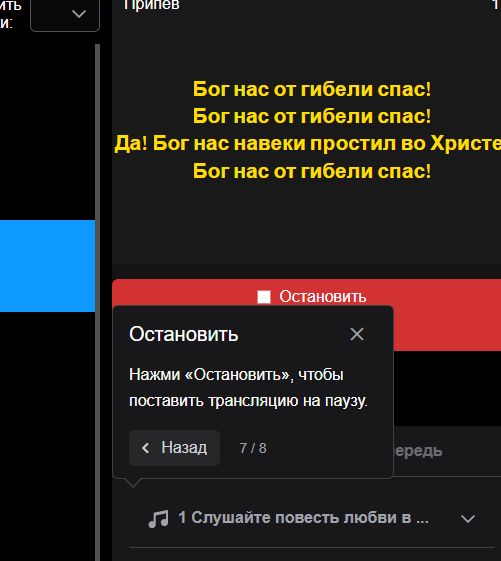 ить
и:
Припев
1
Бог нас от гибели спас!
Бог нас от гибели спас!
Да! Бог нас навеки простил во Христе
Бог нас от гибели спас!
Остановить
Остановить
Нажми «Остановить», чтобы
поставить трансляцию на паузу.
Назад
7 / 8
ередь
1 Слушайте повесть любви в ...